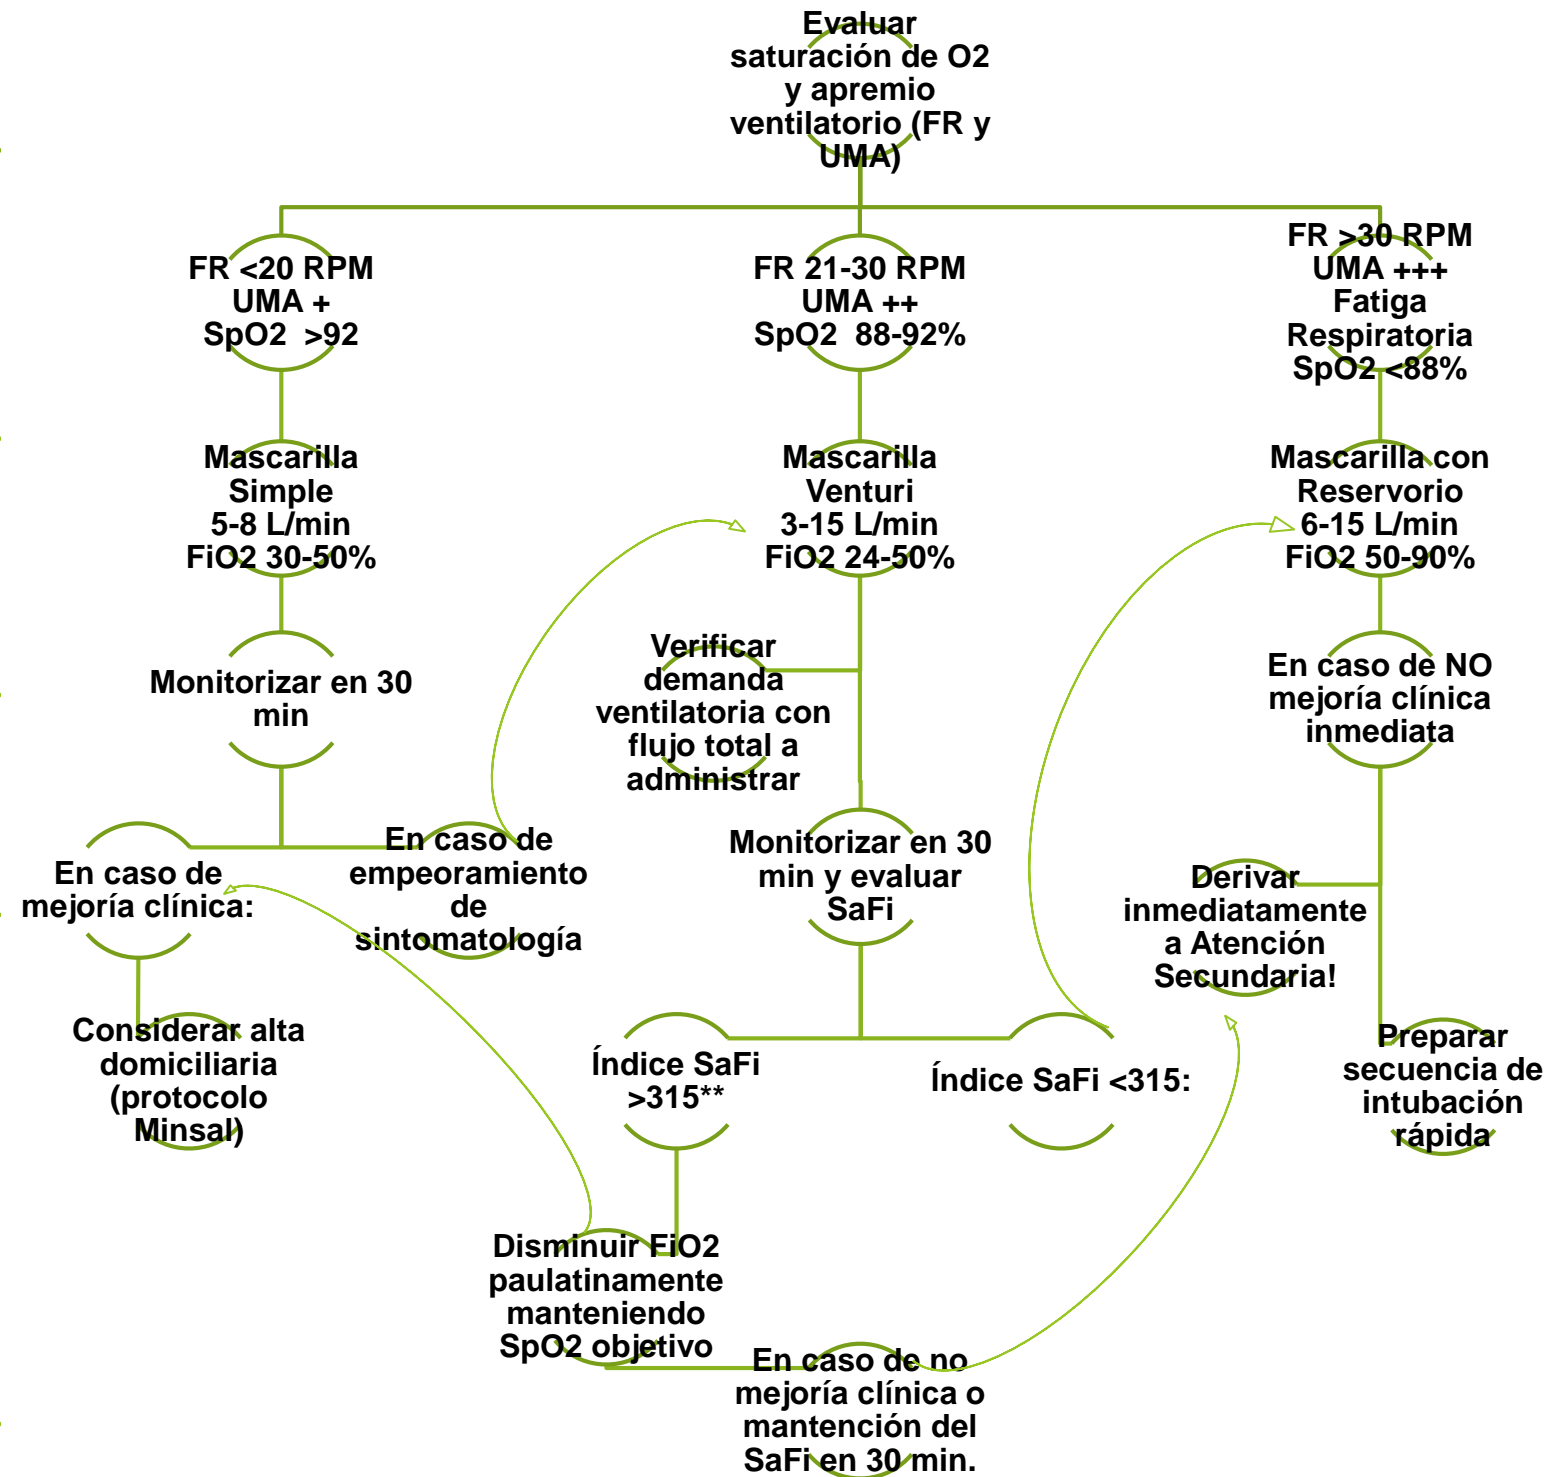 Evaluar
saturación de O2
y apremio
ventilatorio (FR y
UMA)
FR <20 RPM
UMA +
SpO2 >92
FR 21-30 RPM
UMA ++
SpO2 88-92%
FR >30 RPM
UMA +++
Fatiga
Respiratoria
SpO2 <88%
Mascarilla
Simple
5-8 L/min
FiO2 30-50%
Mascarilla
Venturi
3-15 L/min
FiO2 24-50%
Mascarilla con
Reservorio
6-15 L/min
FiO2 50-90%
Monitorizar en 30
min
Verificar
demanda
ventilatoria con
flujo total a
administrar
En caso de NO
mejoría clínica
inmediata
En caso de
mejoría clínica:
En caso de
empeoramiento
de
sintomatología
Monitorizar en 30
min y evaluar
SaFi
Derivar
inmediatamente
a Atención
Secundaria!
Considerar alta
domiciliaria
(protocolo
Minsal)
Índice SaFi
>315**
Índice SaFi <315:
Preparar
secuencia de
intubación
rápida
Disminuir FiO2
paulatinamente
manteniendo
SpO2 objetivo
En caso de no
mejoría clínica o
mantención del
SaFi en 30 min.